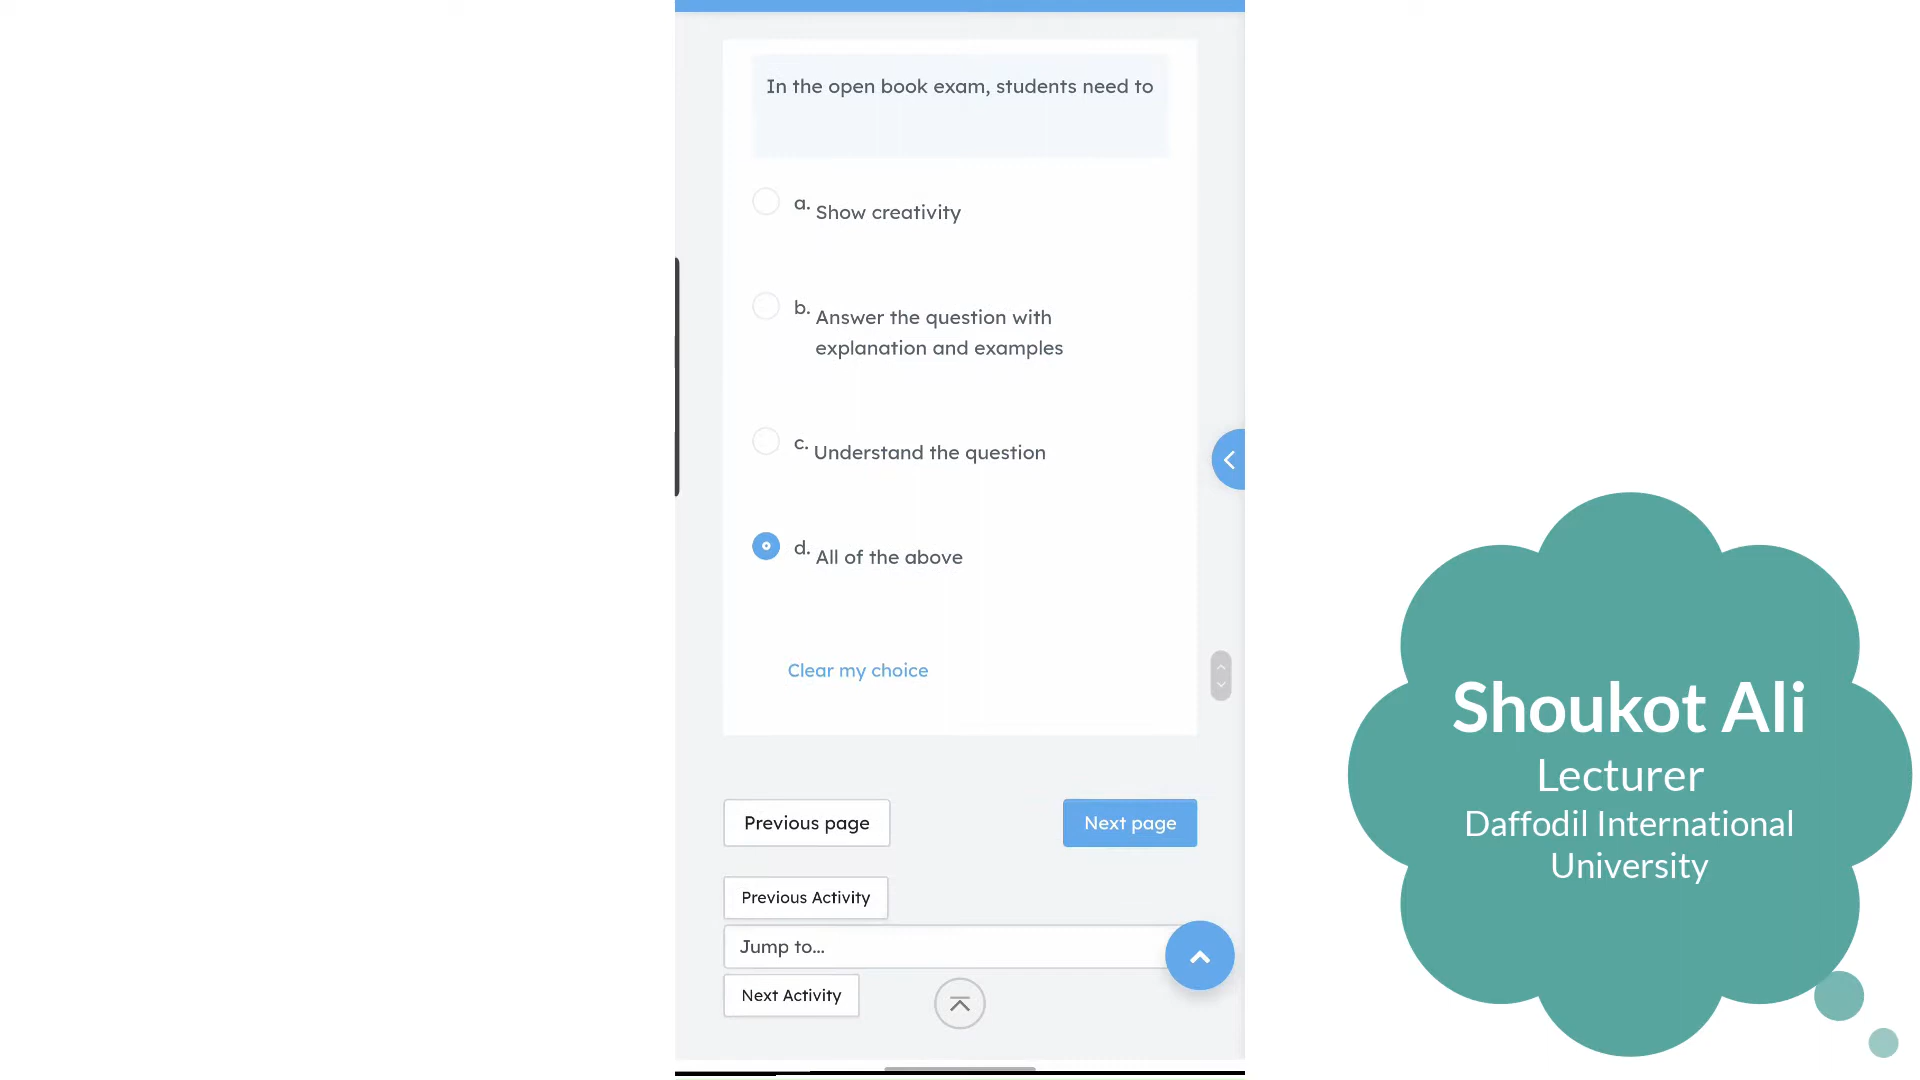 In the open book exam, students need to
a. Show creativity
b. Answer the question with
explanation and examples
c. Understand the question
d. All of the above
Clear my choice
Previous page
Next page
Previous Activity
Jump to...
Next Activity
Shoukot Ali
Lecturer
Daffodil International
University